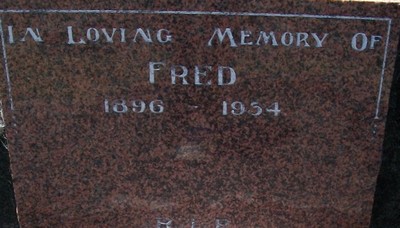 In Loving Memory Of
FRED
1896 - 1954
R.I.P.